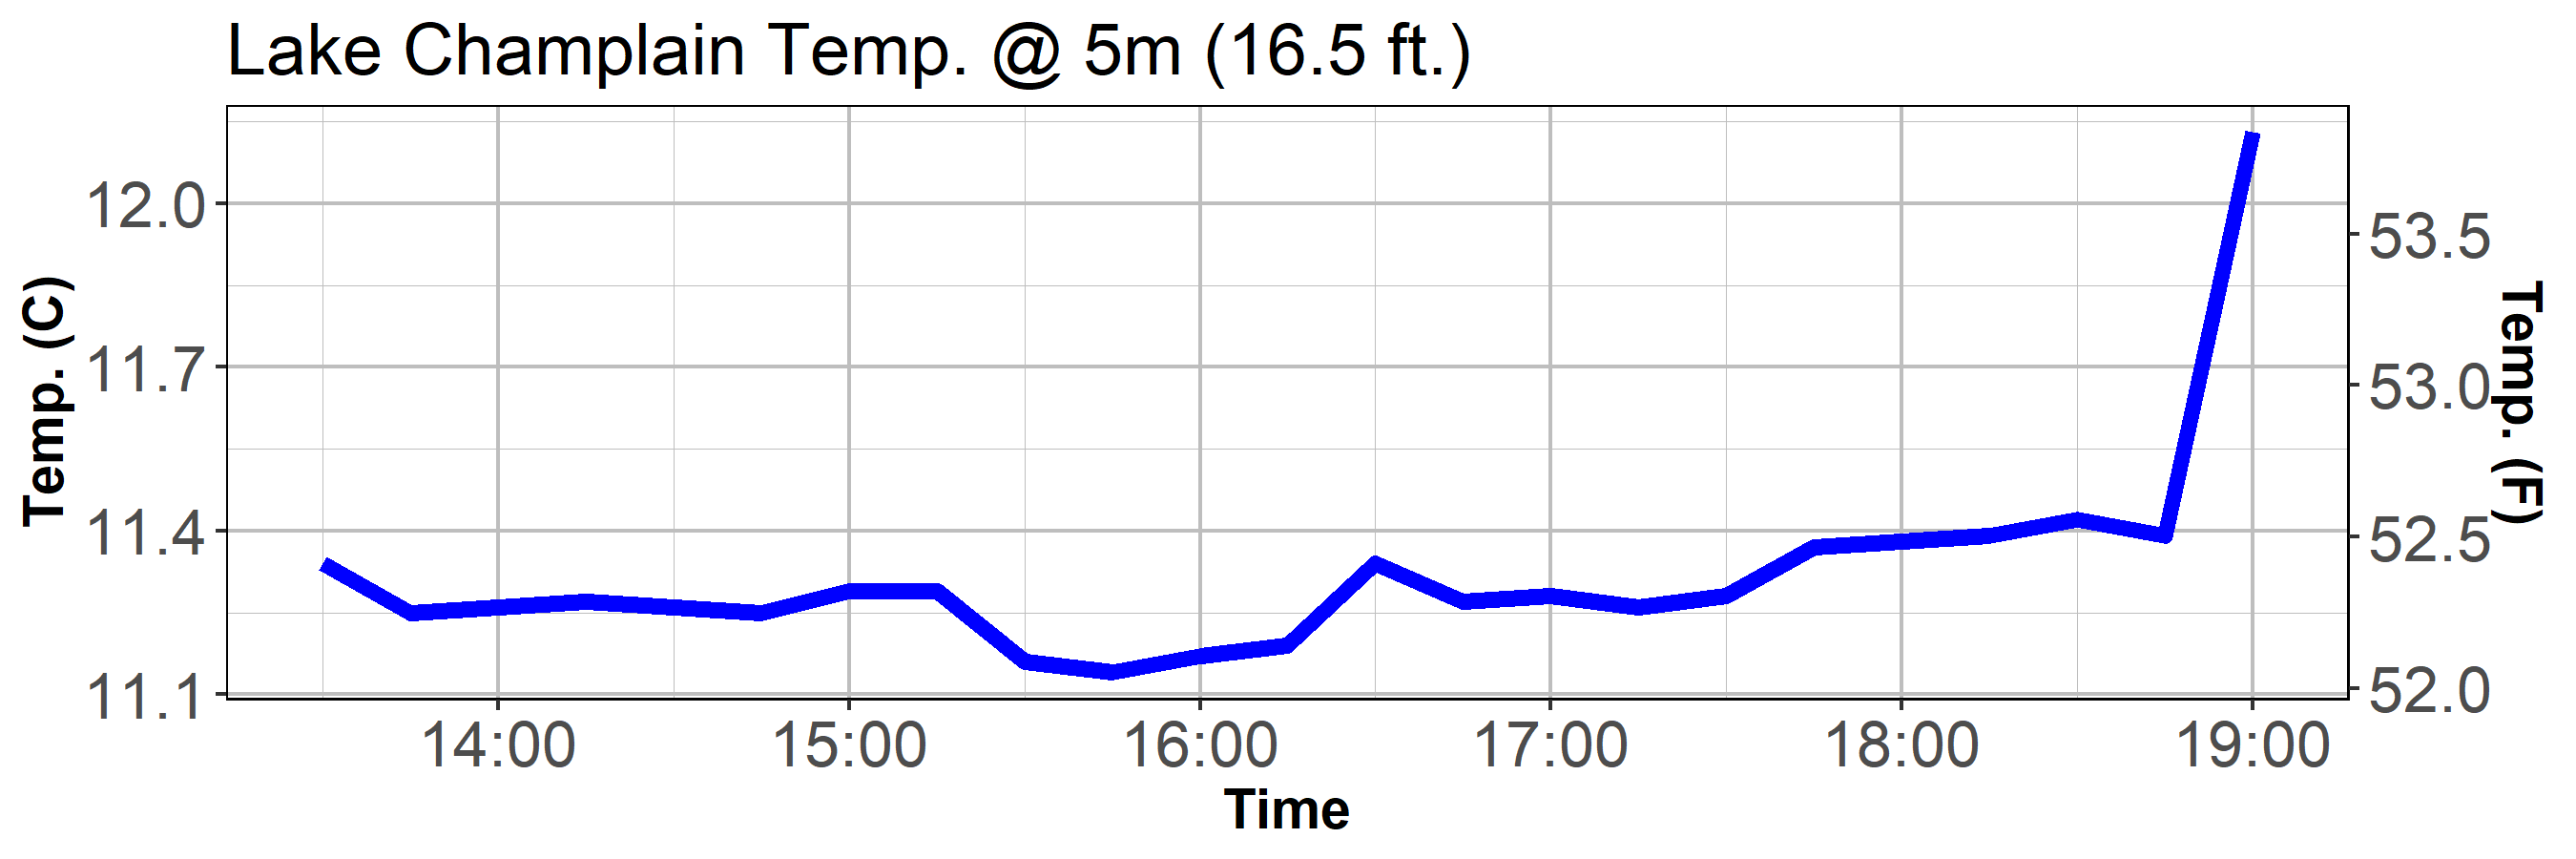 Lake Champlain Temp. @ 5m (16.5 ft.)
Temp. (C)
12.0
11.7
11.4
11.1
53.5
53.0
52.5
52.0
Temp. (F)
14:00 15:00 16:00 17:00 18:00 19:00
Time